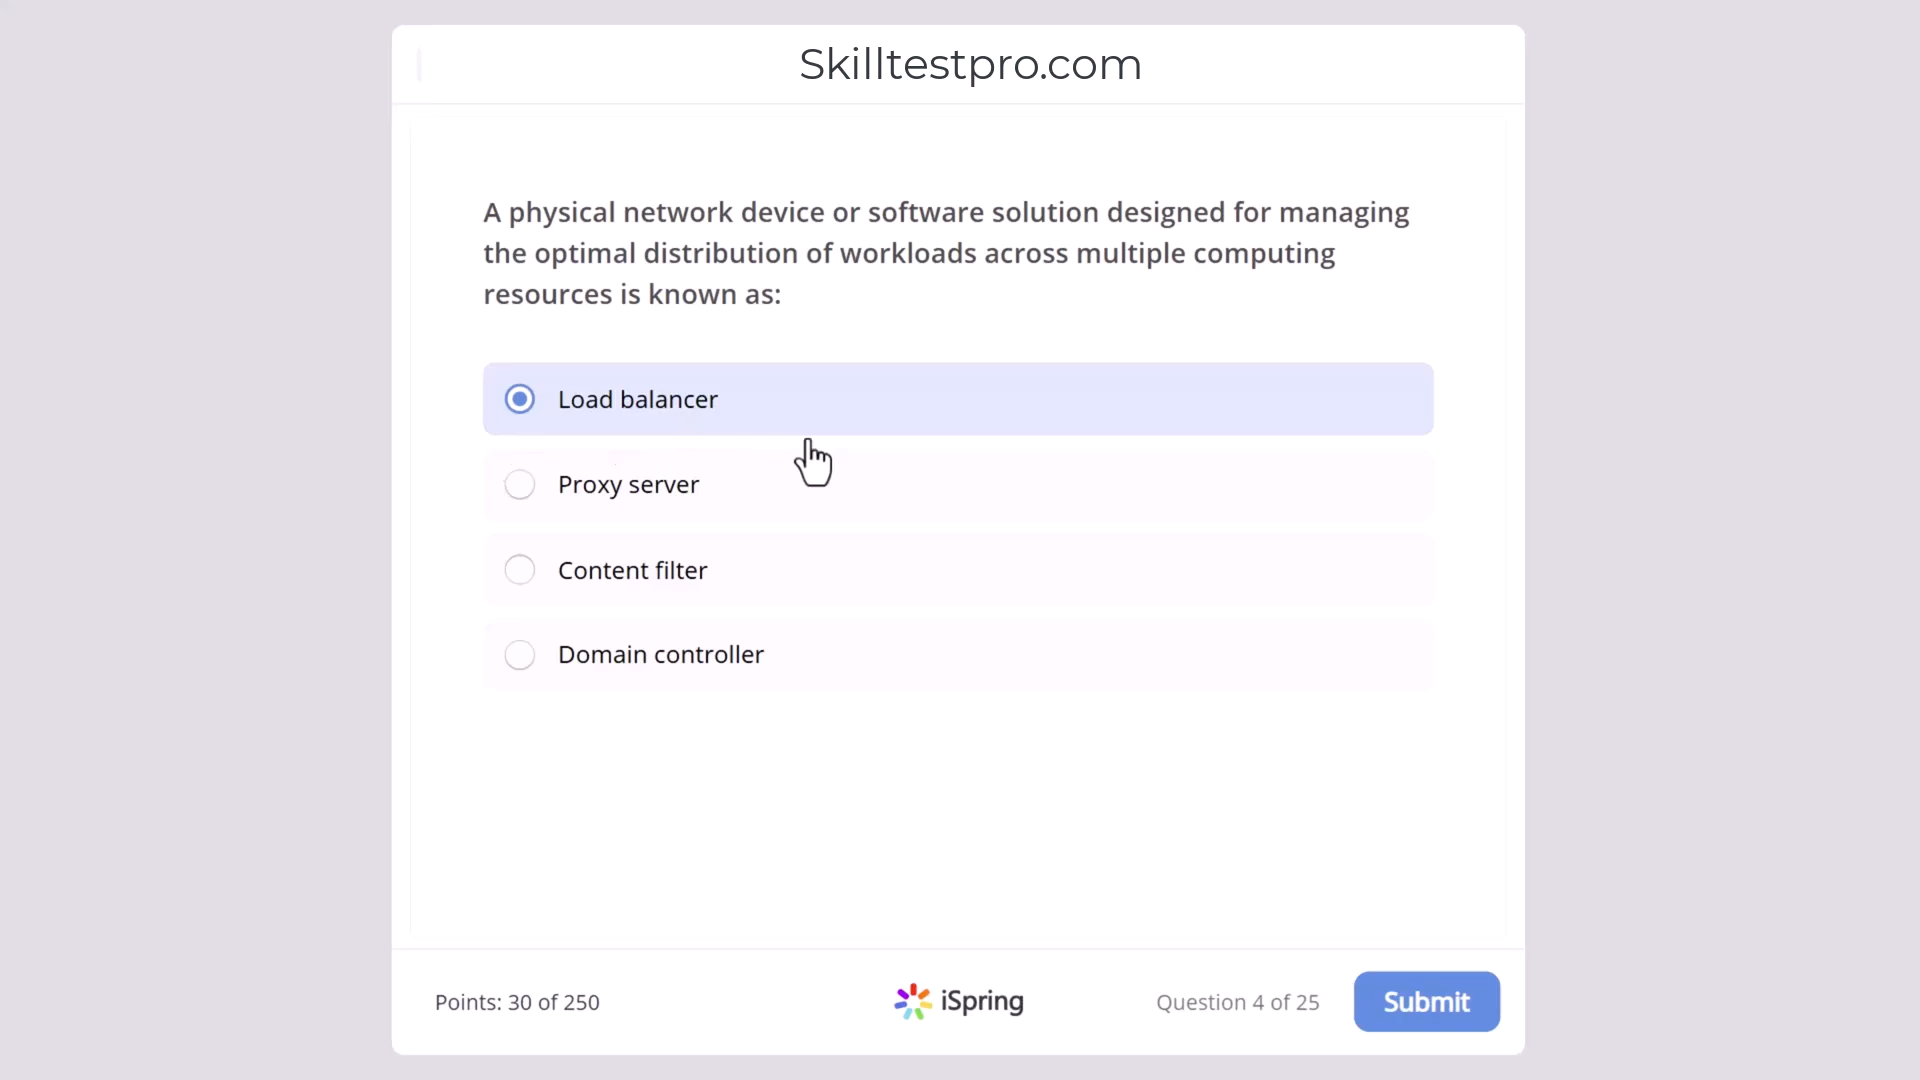 Skilltestpro.com
A physical network device or software solution designed for managing
the optimal distribution of workloads across multiple computing
resources is known as:
Load balancer
Proxy server
Content filter
Domain controller
Points: 30 of 250
iSpring
Question 4 of 25
Submit